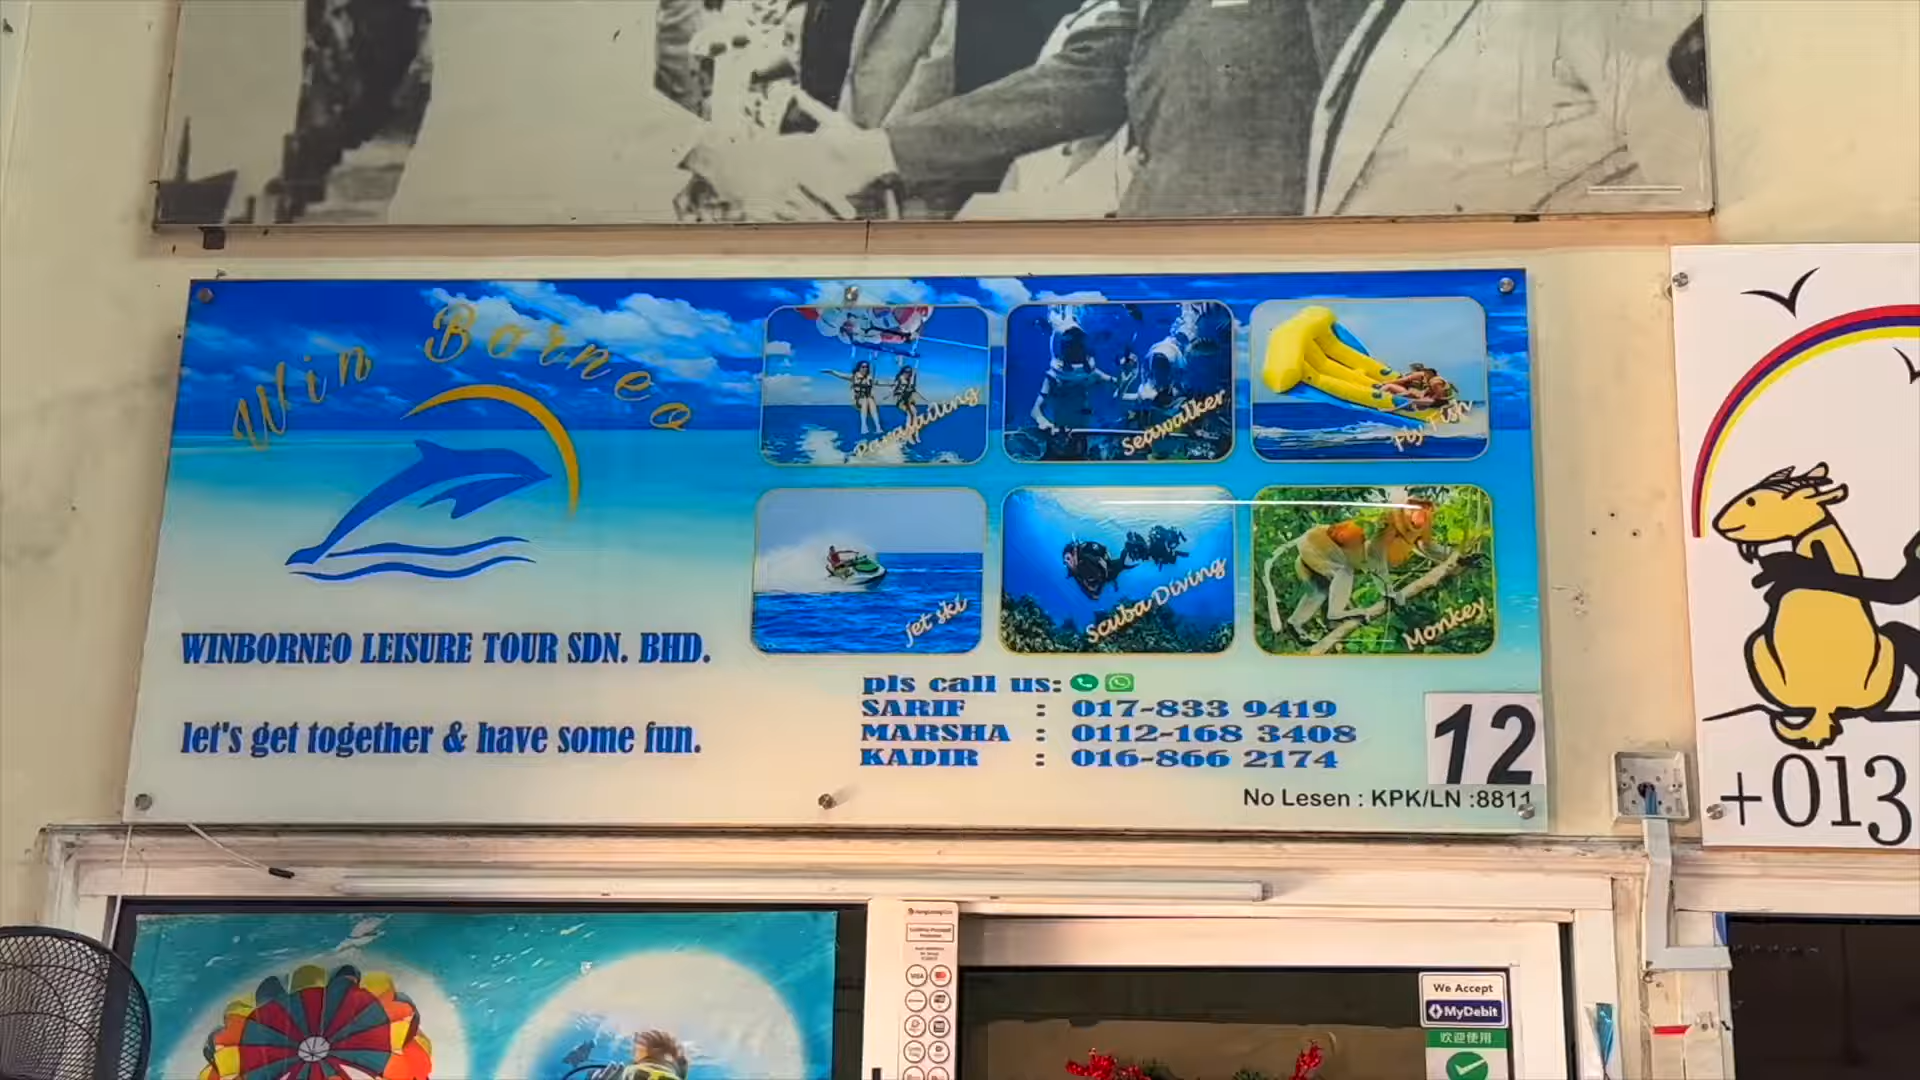 Win Borneo
WINBORNEO LEISURE TOUR SDN. BHD.
let's get together & have some fun.
Parasailing
Seawalker
Fly Fish
jet ski
Scuba Diving
Monkey
pls call us:
SARIF : 017-833 9419
MARSHA : 0112-168 3408
KADIR : 016-866 2174
12
No Lesen : KPK/LN :8811
+013
VISA
We Accept
MyDebit
欢迎使用